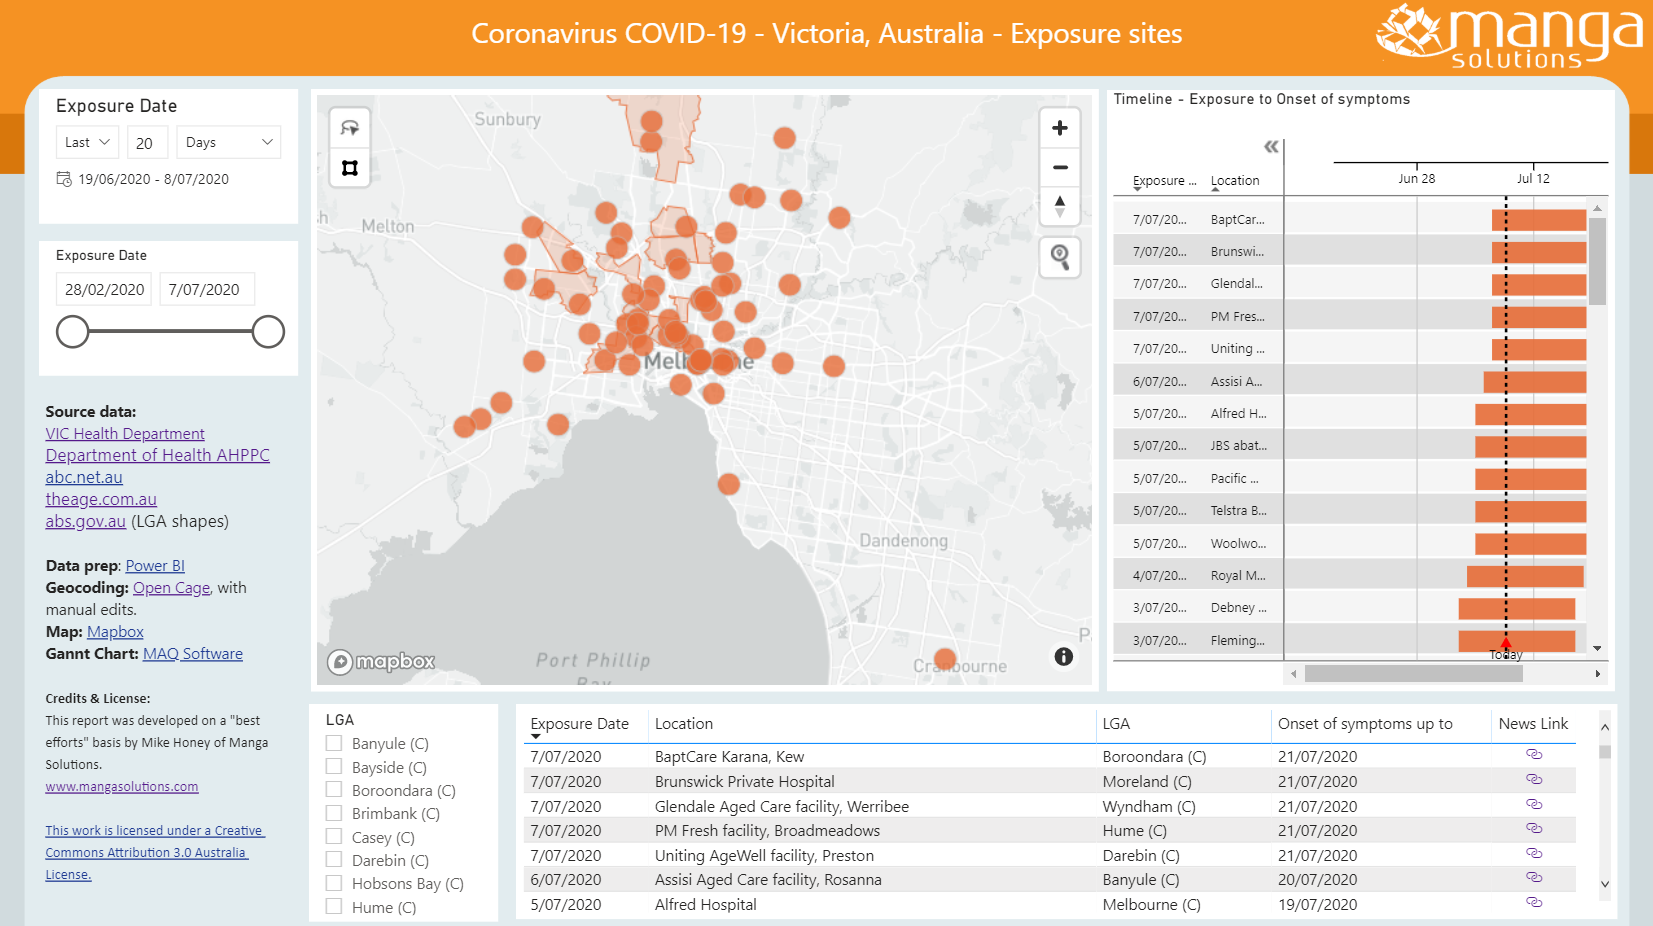 Coronavirus COVID-19 - Victoria, Australia - Exposure sites
manga
solutions
Exposure Date
Last
20
Days
19/06/2020 - 8/07/2020
Exposure Date
28/02/2020
7/07/2020
Source data:
VIC Health Department
Department of Health AHPPC
abc.net.au
theage.com.au
abs.gov.au (LGA shapes)
Data prep: Power BI
Geocoding: Open Cage, with
manual edits.
Map: Mapbox
Gannt Chart: MAQ Software
Credits & License:
This report was developed on a "best
efforts" basis by Mike Honey of Manga
Solutions.
www.mangasolutions.com
This work is licensed under a Creative
Commons Attribution 3.0 Australia
License.
Sunbury
Melton
Melb ne
Dandenong
Port Phillip
Bay
Cranbourne
P
mapbox
Timeline - Exposure to Onset of symptoms
Exposure ... Location Jun 28 Jul 12
7/07/20... BaptCar...
7/07/20... Brunswi...
7/07/20... Glendal...
7/07/20... PM Fres...
7/07/20... Uniting ...
6/07/20... Assisi A...
5/07/20... Alfred H...
5/07/20... JBS abat...
5/07/20... Pacific ...
5/07/20... Telstra B...
5/07/20... Woolwo...
4/07/20... Royal M...
3/07/20... Debney ...
3/07/20... Fleming...
Today
LGA
Banyule (C)
Bayside (C)
Boroondara (C)
Brimbank (C)
Casey (C)
Darebin (C)
Hobsons Bay (C)
Hume (C)
Exposure Date Location LGA Onset of symptoms up to News Link
7/07/2020 BaptCare Karana, Kew Boroondara (C) 21/07/2020
7/07/2020 Brunswick Private Hospital Moreland (C) 21/07/2020
7/07/2020 Glendale Aged Care facility, Werribee Wyndham (C) 21/07/2020
7/07/2020 PM Fresh facility, Broadmeadows Hume (C) 21/07/2020
7/07/2020 Uniting AgeWell facility, Preston Darebin (C) 21/07/2020
6/07/2020 Assisi Aged Care facility, Rosanna Banyule (C) 20/07/2020
5/07/2020 Alfred Hospital Melbourne (C) 19/07/2020